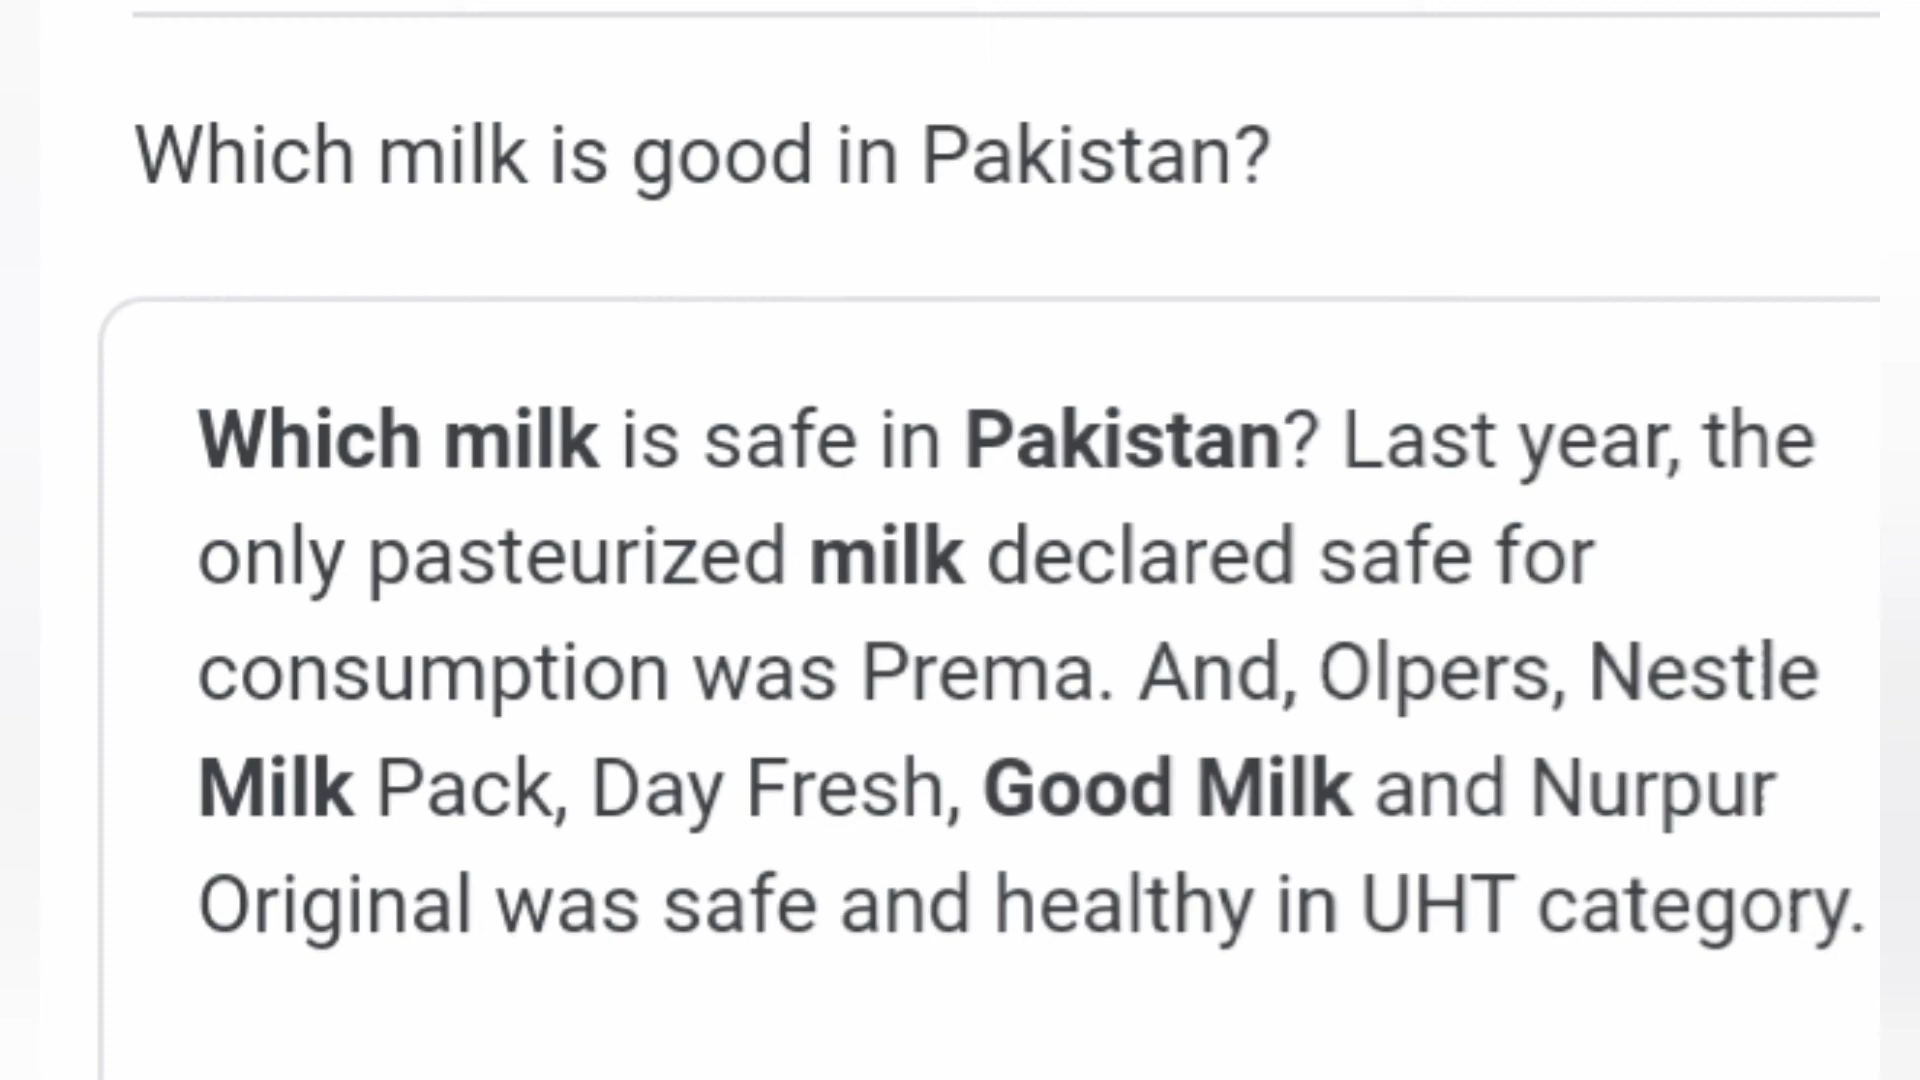 Which milk is good in Pakistan?
Which milk is safe in Pakistan? Last year, the
only pasteurized milk declared safe for
consumption was Prema. And, Olpers, Nestle
Milk Pack, Day Fresh, Good Milk and Nurpur
Original was safe and healthy in UHT category.